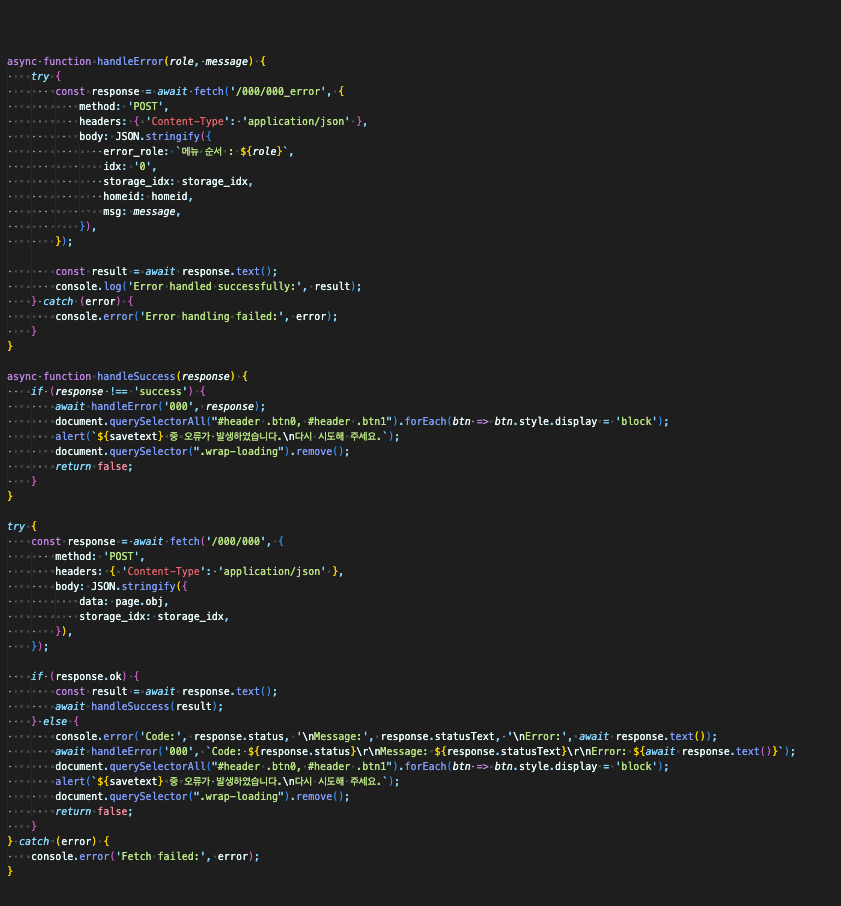 async function handleError(role, message) {
    try {
        const response = await fetch('/000/000_error', {
            method: 'POST',
            headers: { 'Content-Type': 'application/json' },
            body: JSON.stringify({
                error_role: `메뉴 순서 : ${role}`,
                idx: '0',
                storage_idx: storage_idx,
                homeid: homeid,
                msg: message,
            }),
        });

        const result = await response.text();
        console.log('Error handled successfully:', result);
    } catch (error) {
        console.error('Error handling failed:', error);
    }
}

async function handleSuccess(response) {
    if (response !== 'success') {
        await handleError('000', response);
        document.querySelectorAll("#header .btn0, #header .btn1").forEach(btn => btn.style.display = 'block');
        alert(`${savetext} 중 오류가 발생하였습니다.\n다시 시도해 주세요.`);
        document.querySelector(".wrap-loading").remove();
        return false;
    }
}

try {
    const response = await fetch('/000/000', {
        method: 'POST',
        headers: { 'Content-Type': 'application/json' },
        body: JSON.stringify({
            data: page.obj,
            storage_idx: storage_idx,
        }),
    });

    if (response.ok) {
        const result = await response.text();
        await handleSuccess(result);
    } else {
        console.error('Code:', response.status, '\nMessage:', response.statusText, '\nError:', await response.text());
        await handleError('000', `Code: ${response.status}\r\nMessage: ${response.statusText}\r\nError: ${await response.text()}`);
        document.querySelectorAll("#header .btn0, #header .btn1").forEach(btn => btn.style.display = 'block');
        alert(`${savetext} 중 오류가 발생하였습니다.\n다시 시도해 주세요.`);
        document.querySelector(".wrap-loading").remove();
        return false;
    }
} catch (error) {
    console.error('Fetch failed:', error);
}